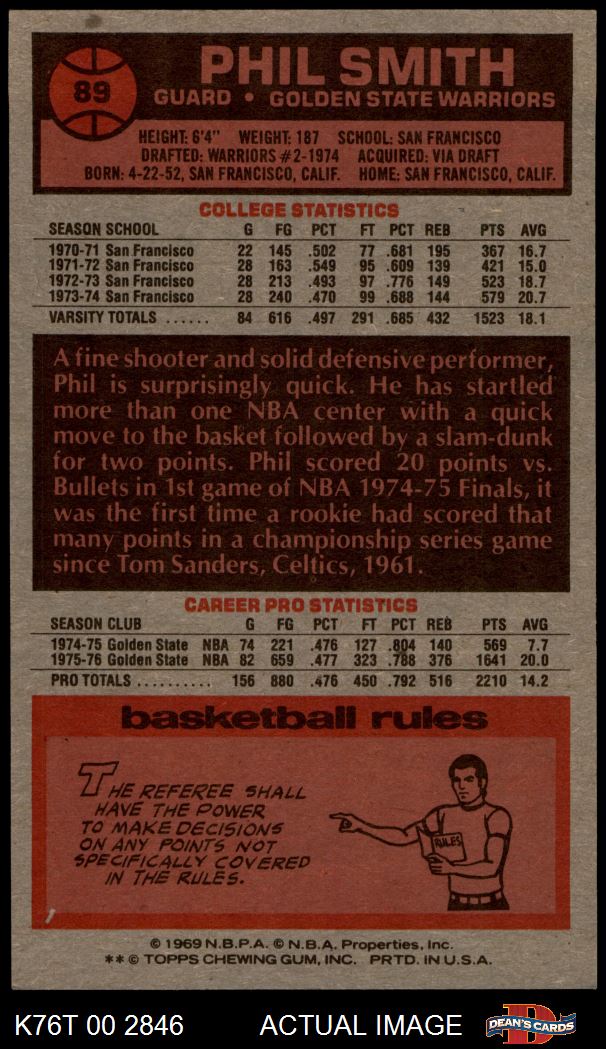 89
PHIL SMITH
GUARD • GOLDEN STATE WARRIORS
HEIGHT: 6'4" WEIGHT: 187 SCHOOL: SAN FRANCISCO
DRAFTED: WARRIORS #2-1974 ACQUIRED: VIA DRAFT
BORN: 4-22-52, SAN FRANCISCO, CALIF. HOME: SAN FRANCISCO, CALIF.
COLLEGE STATISTICS
SEASON SCHOOL G FG PCT FT PCT REB PTS AVG
1970-71 San Francisco 22 145 .502 77 .681 195 367 16.7
1971-72 San Francisco 28 163 .549 95 .609 139 421 15.0
1972-73 San Francisco 28 213 .493 97 .776 149 523 18.7
1973-74 San Francisco 28 240 .470 99 .688 144 579 20.7
VARSITY TOTALS ...... 84 616 .497 291 .685 432 1523 18.1
A fine shooter and solid defensive performer,
Phil is surprisingly quick. He has startled
more than one NBA center with a quick
move to the basket followed by a slam-dunk
for two points. Phil scored 20 points vs.
Bullets in 1st game of NBA 1974-75 Finals, it
was the first time a rookie had scored that
many points in a championship series game
since Tom Sanders, Celtics, 1961.
CAREER PRO STATISTICS
SEASON CLUB G FG PCT FT PCT REB PTS AVG
1974-75 Golden State NBA 74 221 .476 127 .804 140 569 7.7
1975-76 Golden State NBA 82 659 .477 323 .788 376 1641 20.0
PRO TOTALS .......... 156 880 .476 450 .792 516 2210 14.2
basketball rules
THE REFEREE SHALL
HAVE THE POWER
TO MAKE DECISIONS
ON ANY POINTS NOT
SPECIFICALLY COVERED
IN THE RULES.
RULES
© 1969 N.B.P.A. © N.B.A. Properties, Inc.
** © TOPPS CHEWING GUM, INC. PRTD. IN U.S.A.
K76T 00 2846 ACTUAL IMAGE
D
DEAN'S CARDS